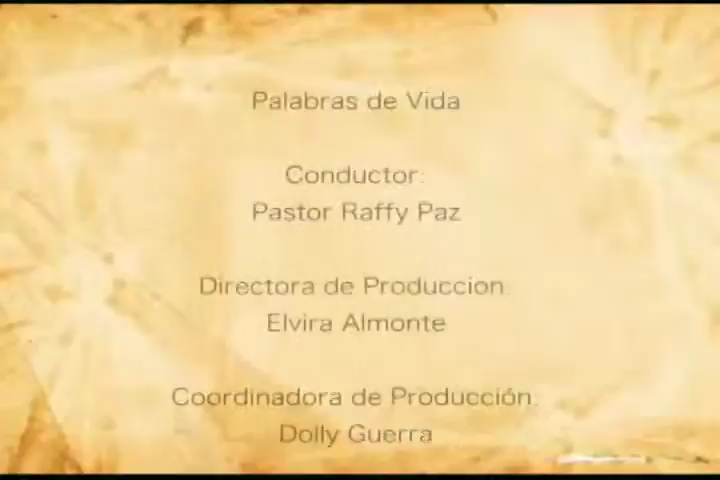 Palabras de Vida
Conductor:
Pastor Raffy Paz
Directora de Produccion:
Elvira Almonte
Coordinadora de Producción:
Dolly Guerra